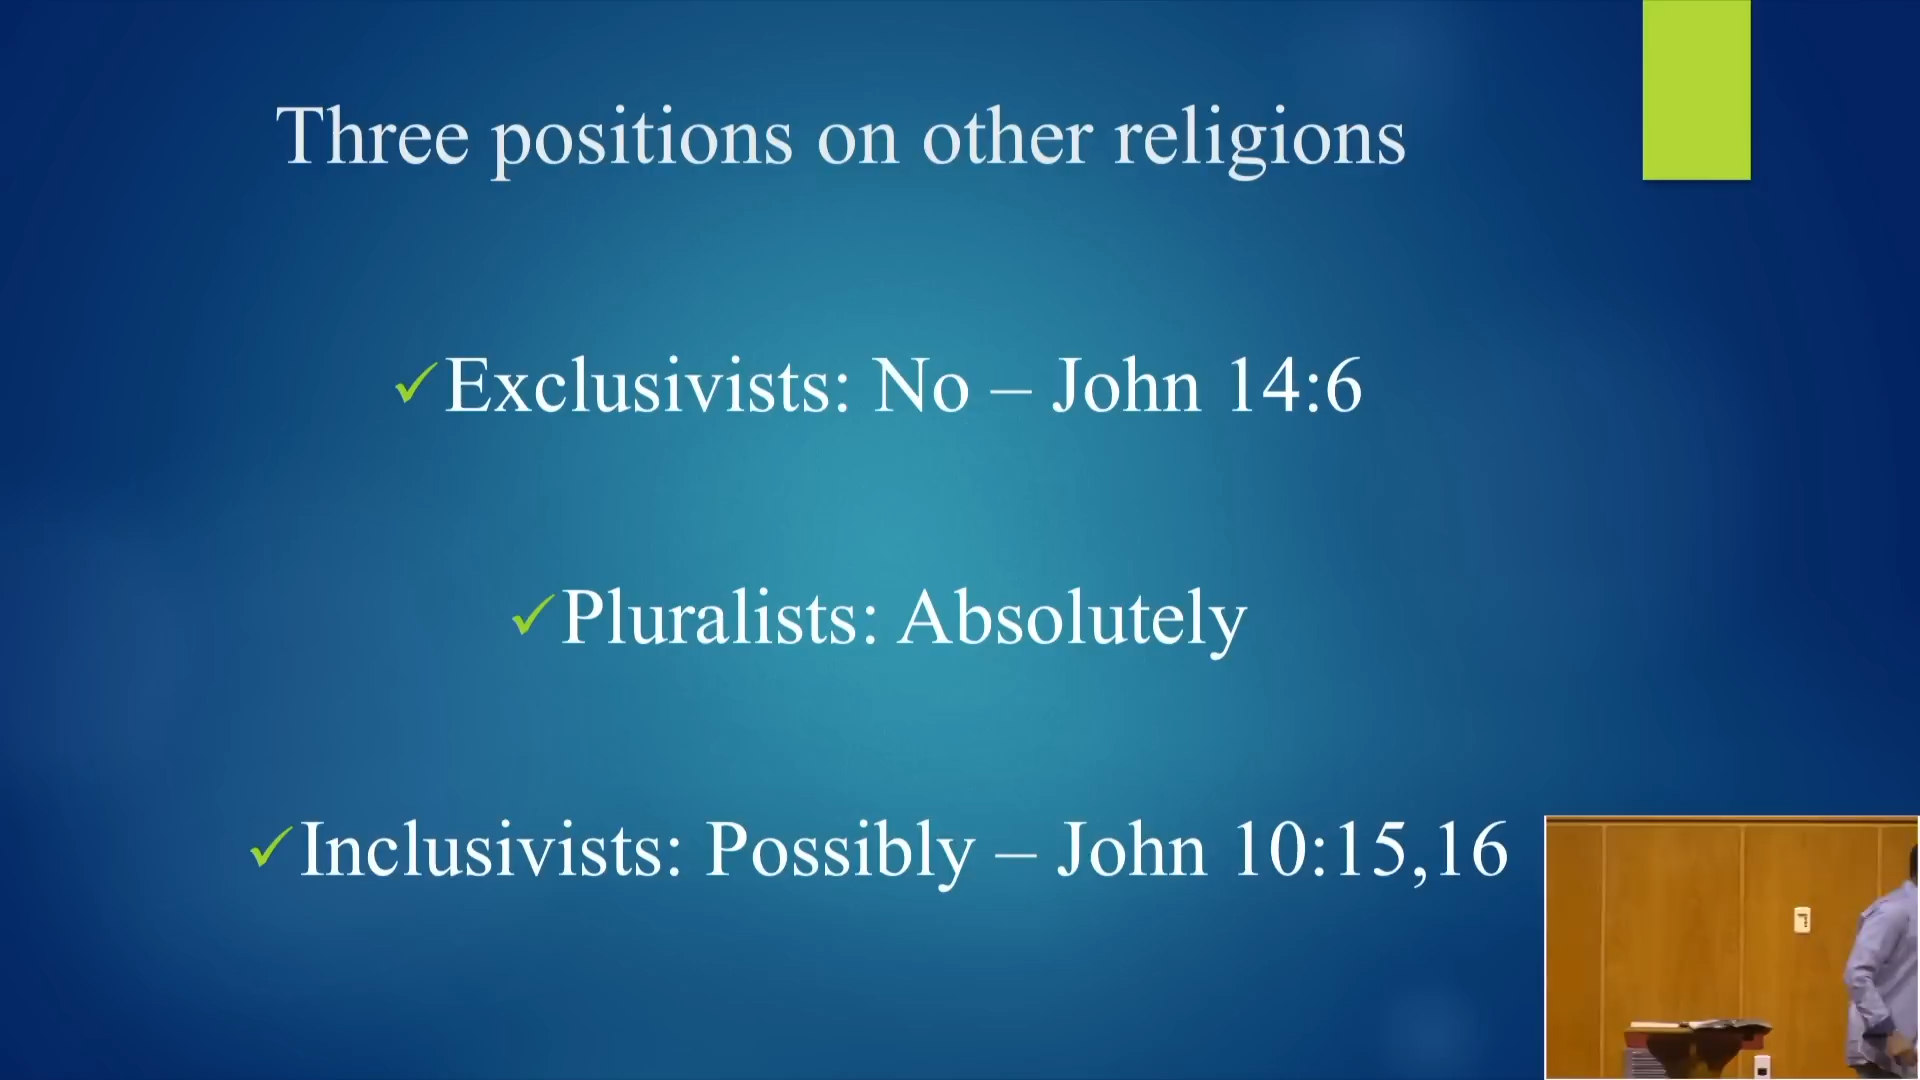 Three positions on other religions
✓Exclusivists: No – John 14:6
✓Pluralists: Absolutely
✓Inclusivists: Possibly – John 10:15,16